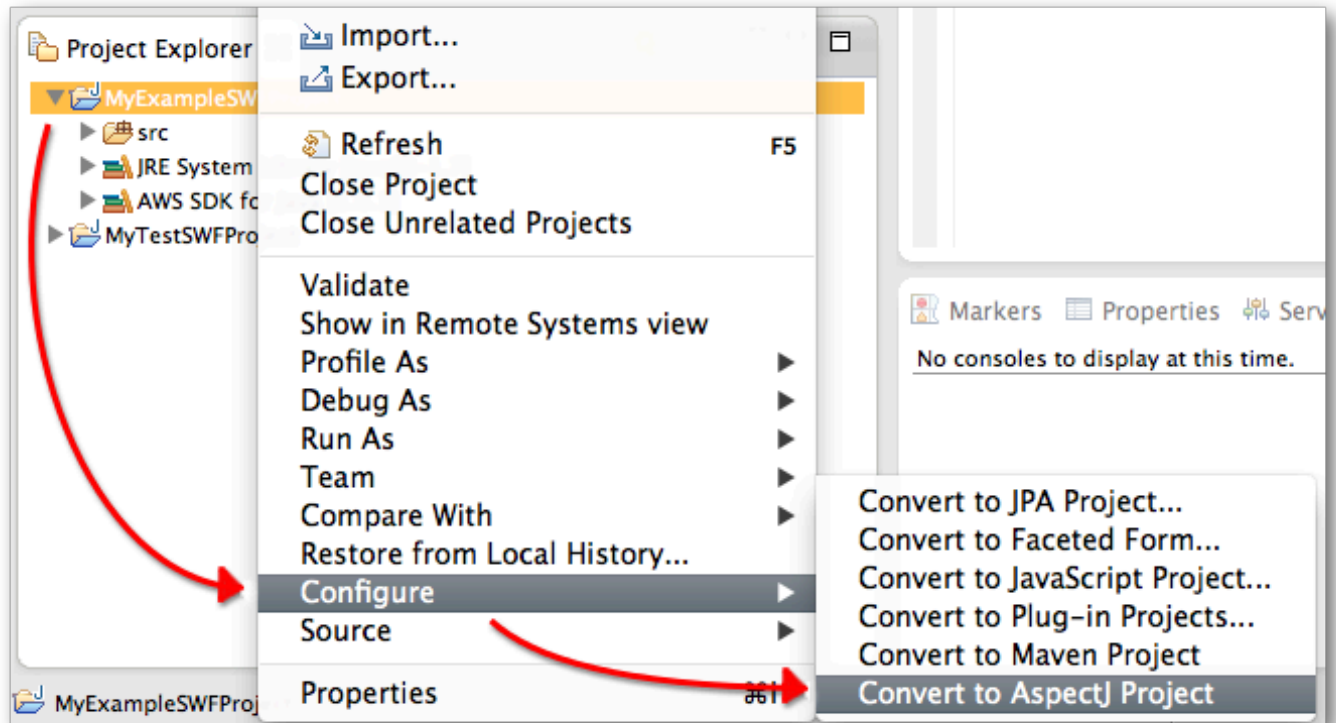 Project Explorer
MyExampleSW
src
JRE System
AWS SDK fo
MyTestSWFPro
Import...
Export...
Refresh F5
Close Project
Close Unrelated Projects
Validate
Show in Remote Systems view
Profile As
Debug As
Run As
Team
Compare With
Restore from Local History...
Configure
Source
Properties ⌘I
Convert to JPA Project...
Convert to Faceted Form...
Convert to JavaScript Project...
Convert to Plug-in Projects...
Convert to Maven Project
Convert to AspectJ Project
Markers Properties Serv
No consoles to display at this time.
MyExampleSWFProj